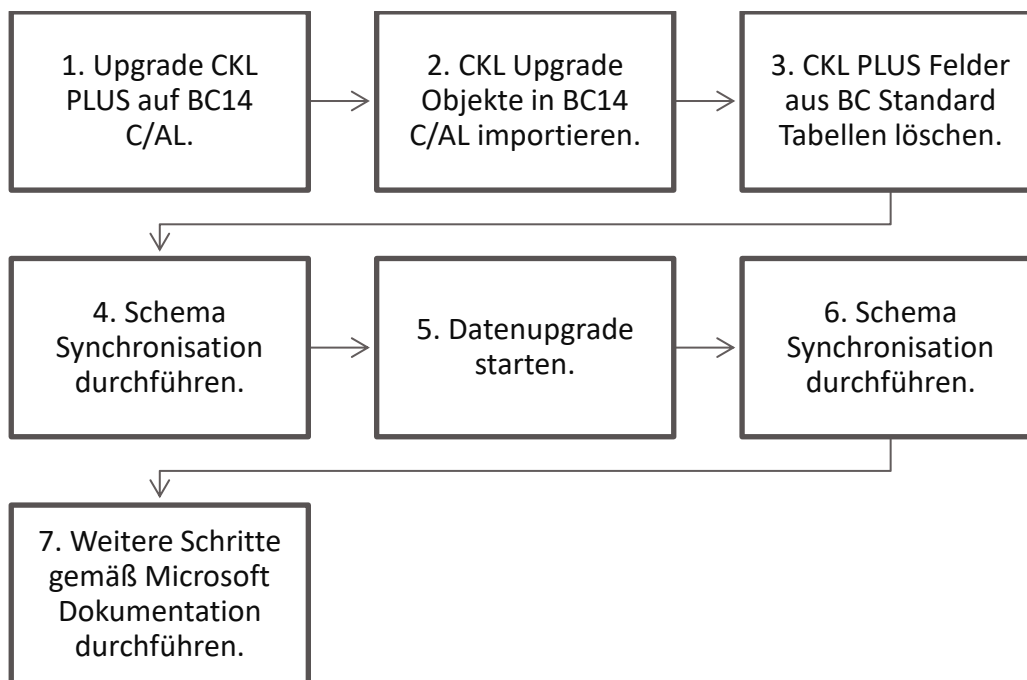 1. Upgrade CKL
PLUS auf BC14
C/AL.
2. CKL Upgrade
Objekte in BC14
C/AL importieren.
3. CKL PLUS Felder
aus BC Standard
Tabellen löschen.
4. Schema
Synchronisation
durchführen.
5. Datenupgrade
starten.
6. Schema
Synchronisation
durchführen.
7. Weitere Schritte
gemäß Microsoft
Dokumentation
durchführen.